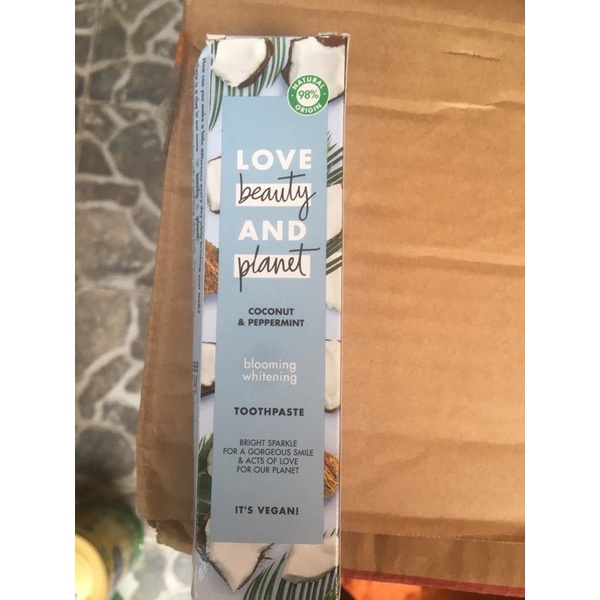 NATURAL
98%
ORIGIN
LOVE
beauty
AND
planet
COCONUT
& PEPPERMINT
blooming
whitening
TOOTHPASTE
BRIGHT SPARKLE
FOR A GORGEOUS SMILE
& ACTS OF LOVE
FOR OUR PLANET
IT'S VEGAN!